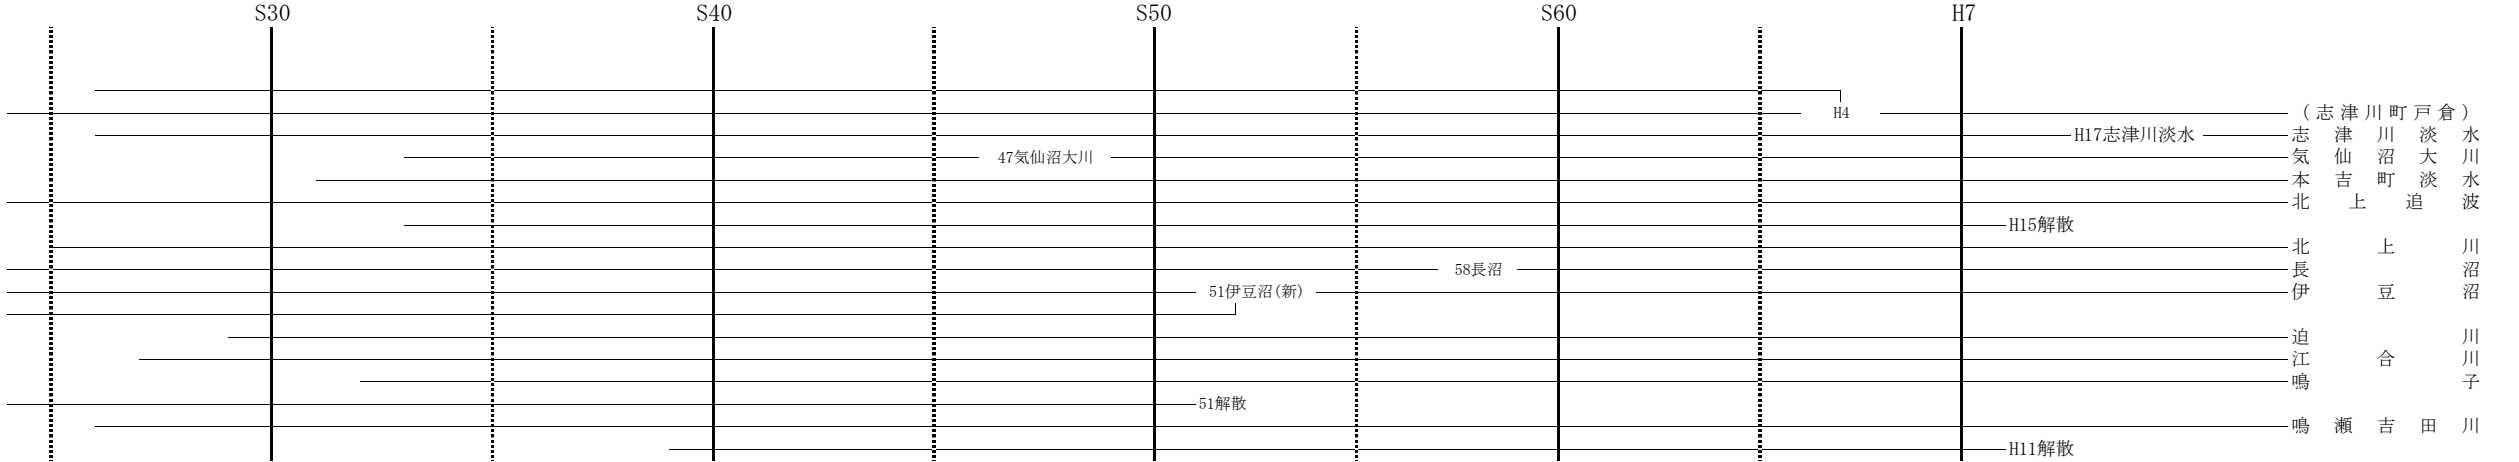 S30 S40 S50 S60 H7
H4 (志津川町戸倉)
H17志津川淡水 志津川淡水
47気仙沼大川 気仙沼大川
本吉町淡水
北上追波
H15解散
北上川
58長沼 長沼
51伊豆沼(新) 伊豆沼
迫川
江合川
鳴子
51解散
鳴瀬吉田川
H11解散